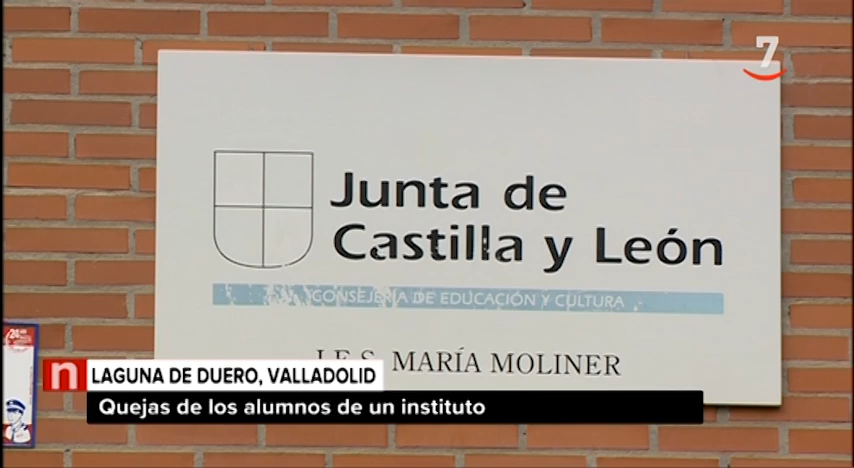 7
Junta de
Castilla y León
CONSEJERÍA DE EDUCACIÓN Y CULTURA
I.E.S. MARÍA MOLINER
24
n
LAGUNA DE DUERO, VALLADOLID
Quejas de los alumnos de un instituto